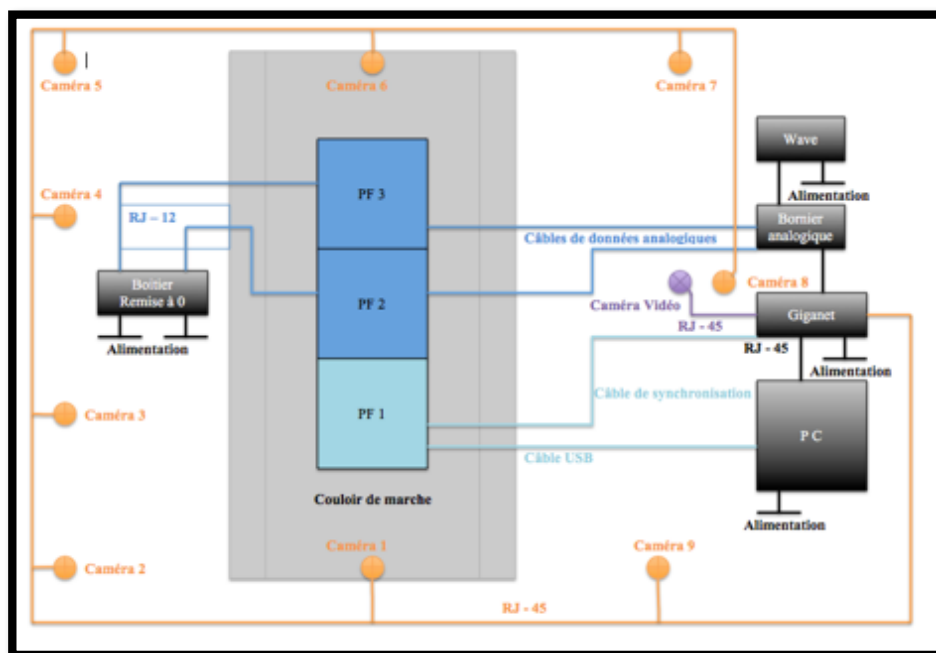 Caméra 5
Caméra 6
Caméra 7
Wave
Alimentation
Caméra 4
PF 3
RJ – 12
Bornier
analogique
Câbles de données analogiques
Boitier
Remise à 0
Caméra 8
Caméra Vidéo
PF 2
Giganet
RJ - 45
RJ - 45
Alimentation
Alimentation
Câble de synchronisation
Caméra 3
PF 1
P C
Câble USB
Couloir de marche
Alimentation
Caméra 1
Caméra 9
Caméra 2
RJ - 45